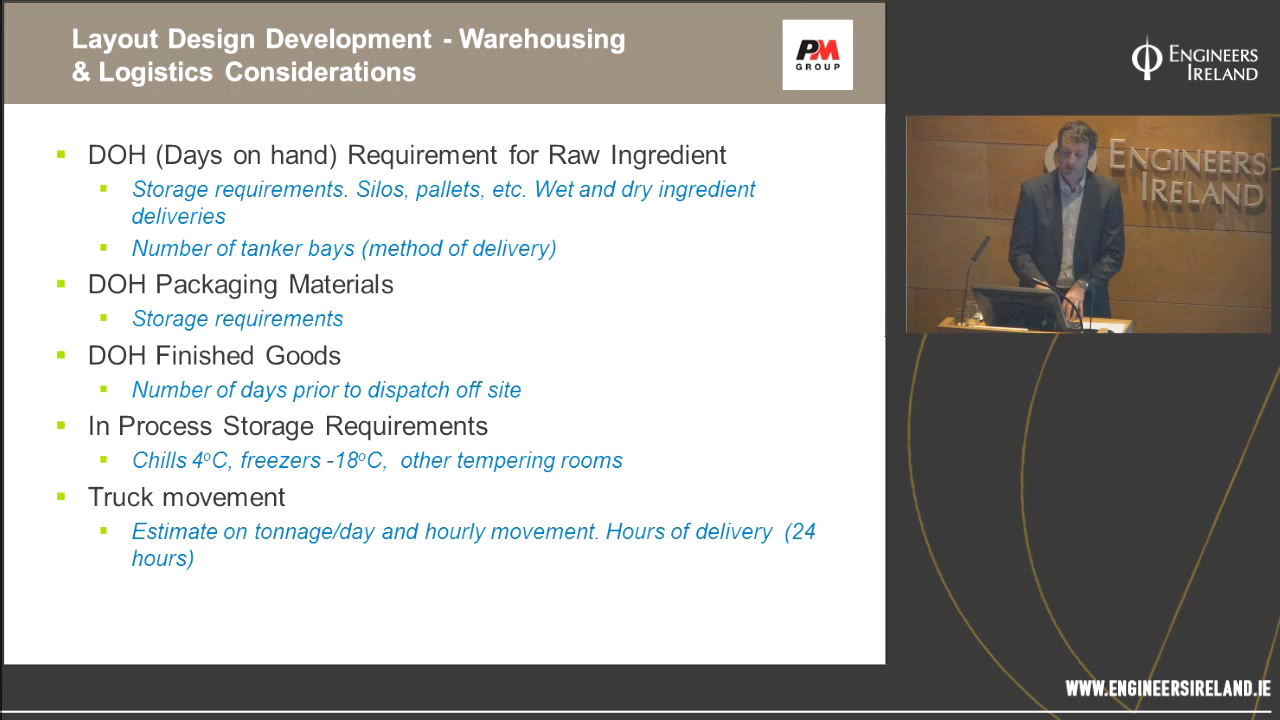 Layout Design Development - Warehousing
& Logistics Considerations
PM
GROUP
ENGINEERS
IRELAND
DOH (Days on hand) Requirement for Raw Ingredient
Storage requirements. Silos, pallets, etc. Wet and dry ingredient
deliveries
Number of tanker bays (method of delivery)
DOH Packaging Materials
Storage requirements
DOH Finished Goods
Number of days prior to dispatch off site
In Process Storage Requirements
Chills 4°C, freezers -18°C, other tempering rooms
Truck movement
Estimate on tonnage/day and hourly movement. Hours of delivery (24
hours)
ENGINEERS
IRELAND
WWW.ENGINEERSIRELAND.IE